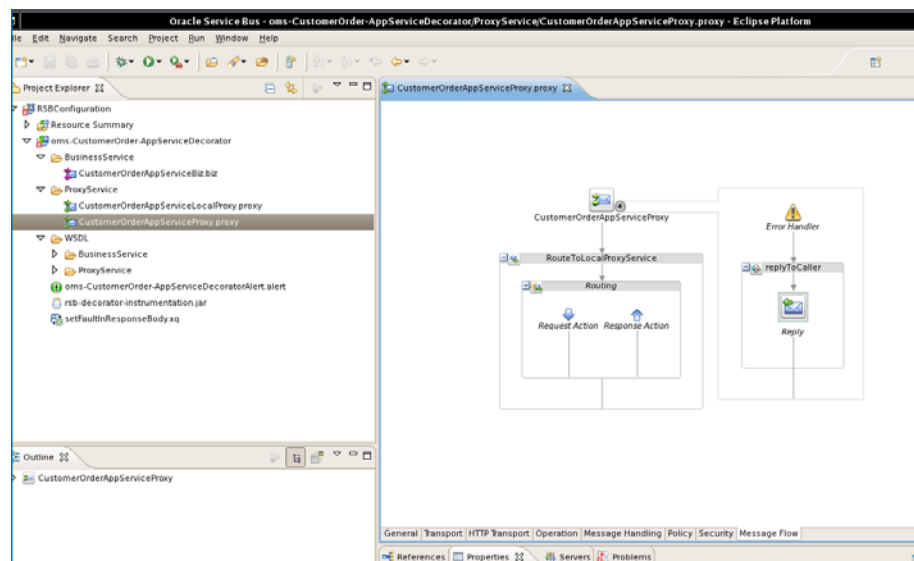 Oracle Service Bus - oms-CustomerOrder-AppServiceDecorator/ProxyService/CustomerOrderAppServiceProxy.proxy - Eclipse Platform
ile Edit Navigate Search Project Run Window Help
Project Explorer
CustomerOrderAppServiceProxy.proxy
RSBConfiguration
Resource Summary
oms-CustomerOrder-AppServiceDecorator
BusinessService
CustomerOrderAppServiceBiz.biz
ProxyService
CustomerOrderAppServiceLocalProxy.proxy
CustomerOrderAppServiceProxy.proxy
WSDL
BusinessService
ProxyService
oms-CustomerOrder-AppServiceDecoratorAlert.alert
rsb-decorator-instrumentation.jar
setFaultInResponseBody.xq
CustomerOrderAppServiceProxy
RouteToLocalProxyService
Routing
Request Action Response Action
Error Handler
replyToCaller
Reply
Outline
CustomerOrderAppServiceProxy
General Transport HTTP Transport Operation Message Handling Policy Security Message Flow
References Properties Servers Problems